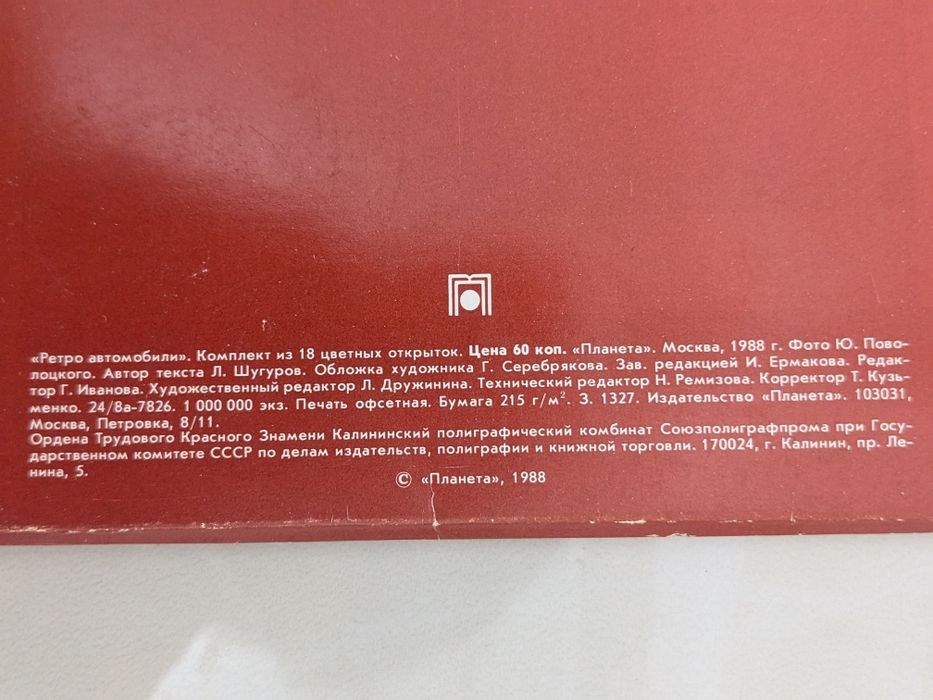 «Ретро автомобили». Комплект из 18 цветных открыток. Цена 60 коп. «Планета». Москва, 1988 г. Фото Ю. Пово-
лоцкого. Автор текста Л. Шугуров. Обложка художника Г. Серебрякова. Зав. редакцией И. Ермакова. Редак-
тор Г. Иванова. Художественный редактор Л. Дружинина. Технический редактор Н. Ремизова. Корректор Т. Кузь-
менко. 24/8а-7826. 1 000 000 экз. Печать офсетная. Бумага 215 г/м². З. 1327. Издательство «Планета». 103031,
Москва, Петровка, 8/11.
Ордена Трудового Красного Знамени Калининский полиграфический комбинат Союзполиграфпрома при Госу-
дарственном комитете СССР по делам издательств, полиграфии и книжной торговли. 170024, г. Калинин, пр. Ле-
нина, 5.
© «Планета», 1988